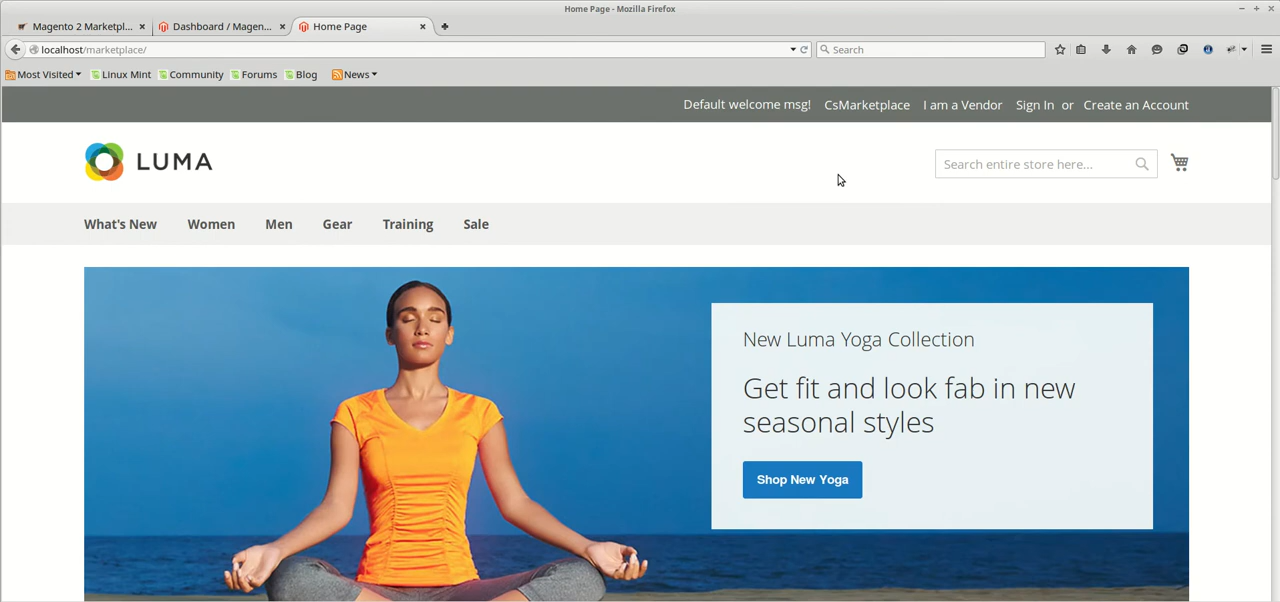 Home Page - Mozilla Firefox
Magento 2 Marketpl... Dashboard / Magen... Home Page
localhost/marketplace/ Search
Most Visited Linux Mint Community Forums Blog News
Default welcome msg! CsMarketplace I am a Vendor Sign In or Create an Account
LUMA
Search entire store here...
What's New Women Men Gear Training Sale
New Luma Yoga Collection
Get fit and look fab in new
seasonal styles
Shop New Yoga